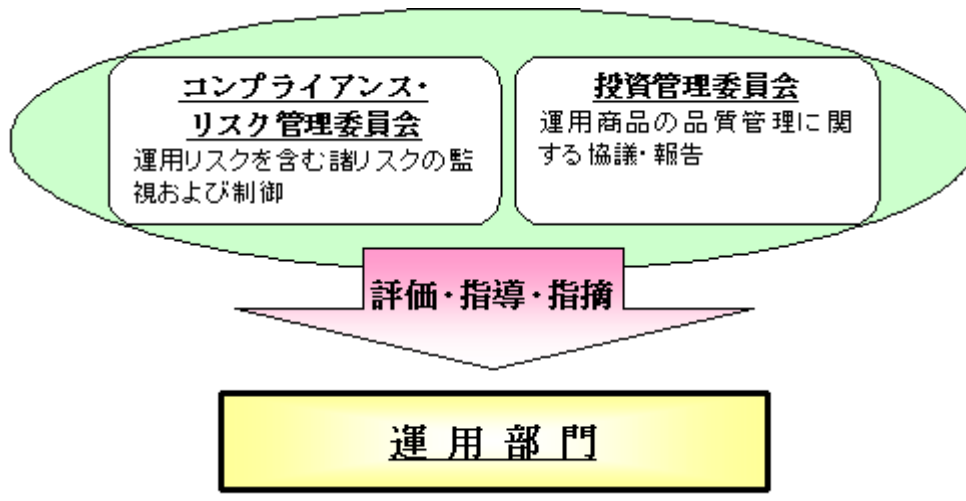 コンプライアンス・
リスク管理委員会
運用リスクを含む諸リスクの監
視および制御
投資管理委員会
運用商品の品質管理に関
する協議・報告
評価・指導・指摘
運用部門